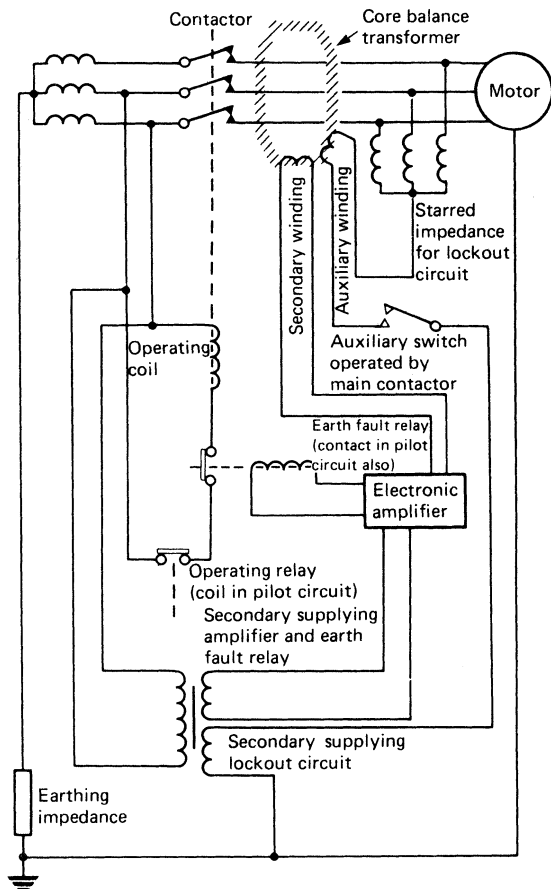 Contactor
Core balance
transformer
Motor
Secondary winding
Auxiliary winding
Starred
impedance
for lockout
circuit
Operating
coil
Auxiliary switch
operated by
main contactor
Earth fault relay
(contact in pilot
circuit also)
Electronic
amplifier
Operating relay
(coil in pilot circuit)
Secondary supplying
amplifier and earth
fault relay
Secondary supplying
lockout circuit
Earthing
impedance